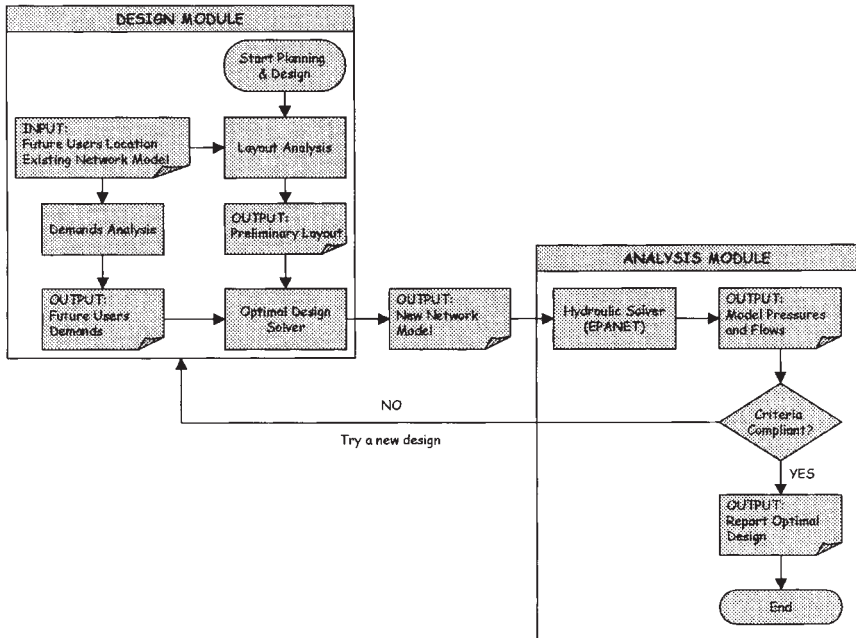 DESIGN MODULE
Start Planning
& Design
INPUT:
Future Users Location
Existing Network Model
Layout Analysis
Demands Analysis
OUTPUT:
Preliminary Layout
OUTPUT:
Future Users
Demands
Optimal Design
Solver
OUTPUT:
New Network
Model
ANALYSIS MODULE
Hydraulic Solver
(EPANET)
OUTPUT:
Model Pressures
and Flows
NO
Try a new design
Criteria
Compliant?
YES
OUTPUT:
Report Optimal
Design
End